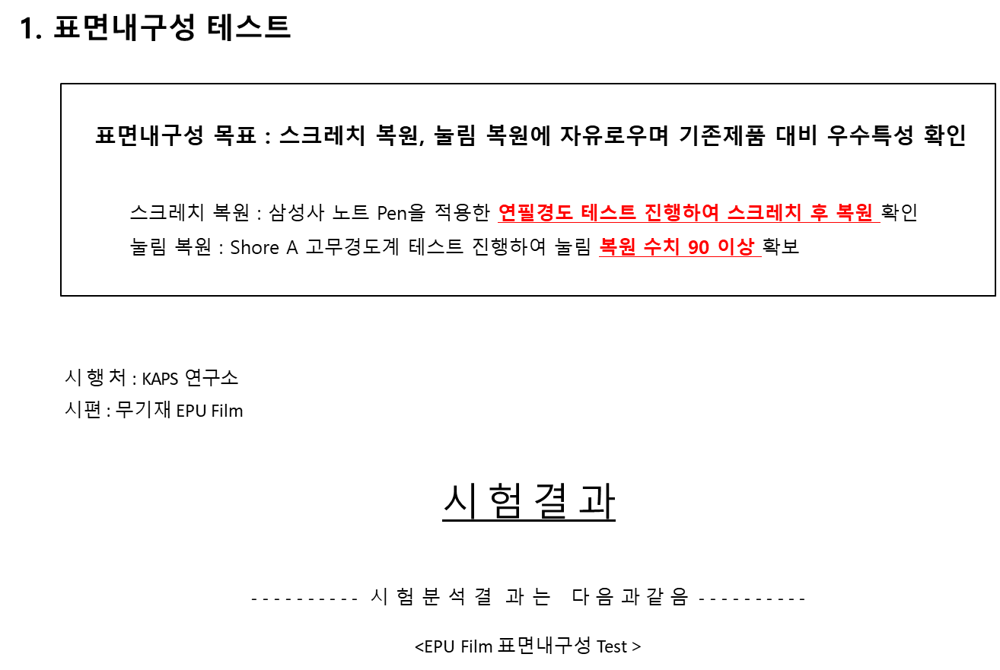 1. 표면내구성 테스트
표면내구성 목표 : 스크레치 복원, 눌림 복원에 자유로우며 기존제품 대비 우수특성 확인
스크레치 복원 : 삼성사 노트 Pen을 적용한 연필경도 테스트 진행하여 스크레치 후 복원 확인
눌림 복원 : Shore A 고무경도계 테스트 진행하여 눌림 복원 수치 90 이상 확보
시 행 처 : KAPS 연구소
시편 : 무기재 EPU Film
시 험 결 과
- - - - - - - - - - 시 험 분 석 결 과 는 다 음 과 같 음 - - - - - - - - - -
<EPU Film 표면내구성 Test >